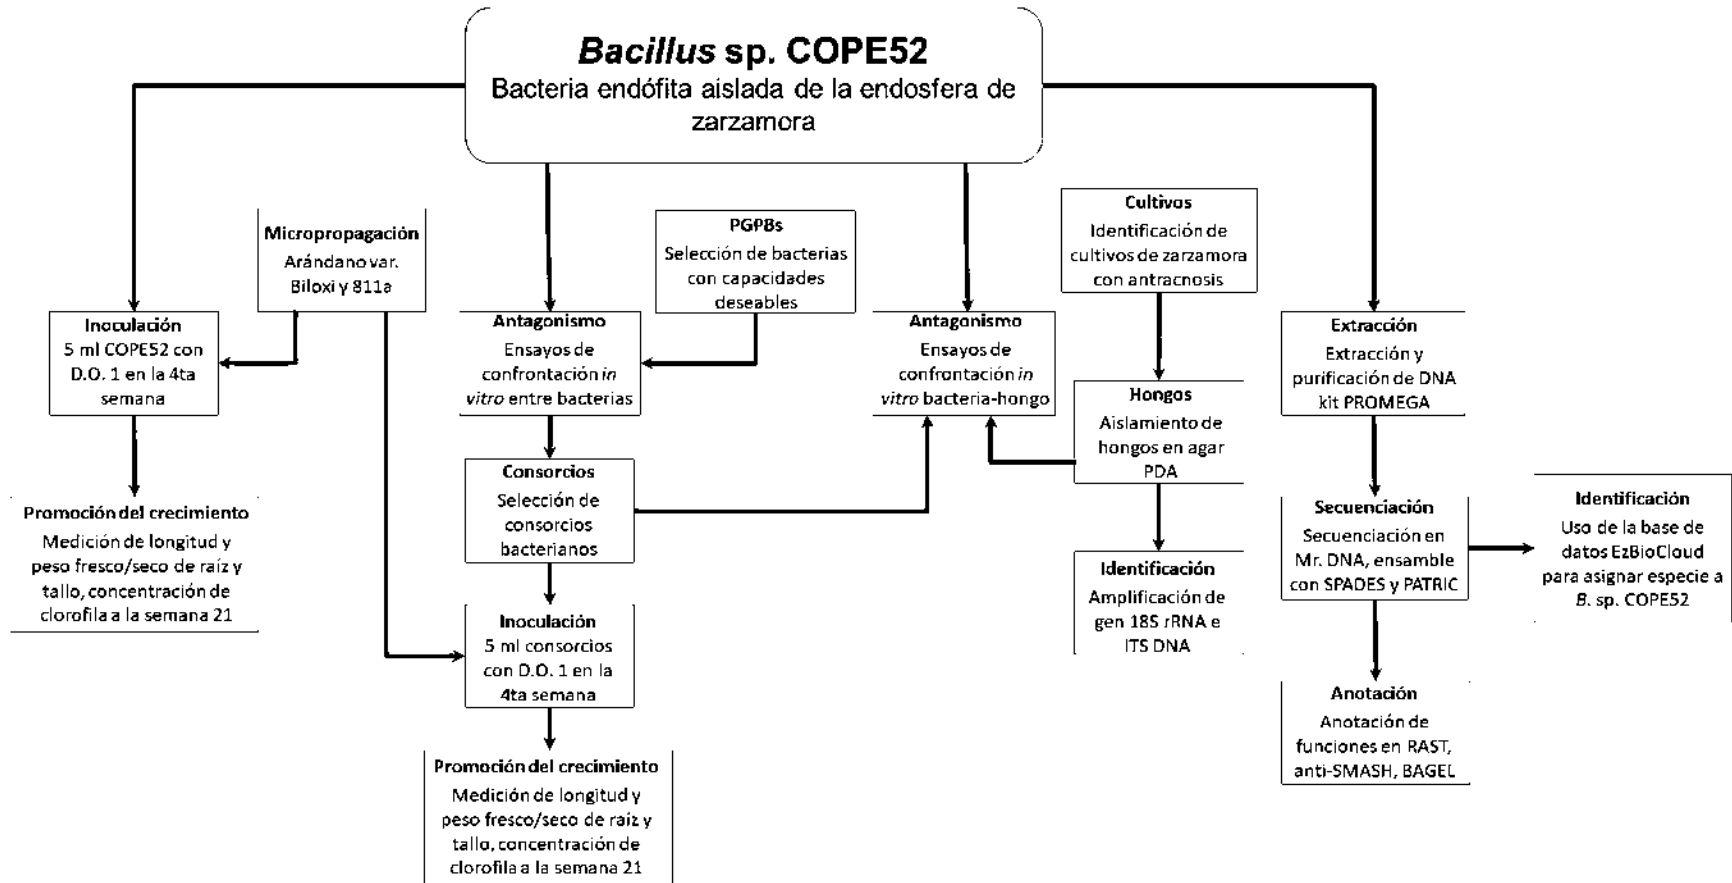 Bacillus sp. COPE52
Bacteria endófita aislada de la endosfera de
zarzamora
Micropropagación
Arándano var.
Biloxi y 811a
PGPBs
Selección de bacterias
con capacidades
deseables
Cultivos
Identificación de
cultivos de zarzamora
con antracnosis
Inoculación
5 ml COPE52 con
D.O. 1 en la 4ta
semana
Antagonismo
Ensayos de
confrontación in
vitro entre bacterias
Antagonismo
Ensayos de
confrontación in
vitro bacteria-hongo
Extracción
Extracción y
purificación de DNA
kit PROMEGA
Hongos
Aislamiento de
hongos en agar
PDA
Consorcios
Selección de
consorcios
bacterianos
Promoción del crecimiento
Medición de longitud y
peso fresco/seco de raíz y
tallo, concentración de
clorofila a la semana 21
Secuenciación
Secuenciación en
Mr. DNA, ensamble
con SPADES y PATRIC
Identificación
Uso de la base de
datos EzBioCloud
para asignar especie a
B. sp. COPE52
Identificación
Amplificación de
gen 18S rRNA e
ITS DNA
Inoculación
5 ml consorcios
con D.O. 1 en la
4ta semana
Anotación
Anotación de
funciones en RAST,
anti-SMASH, BAGEL
Promoción del crecimiento
Medición de longitud y
peso fresco/seco de raíz y
tallo, concentración de
clorofila a la semana 21